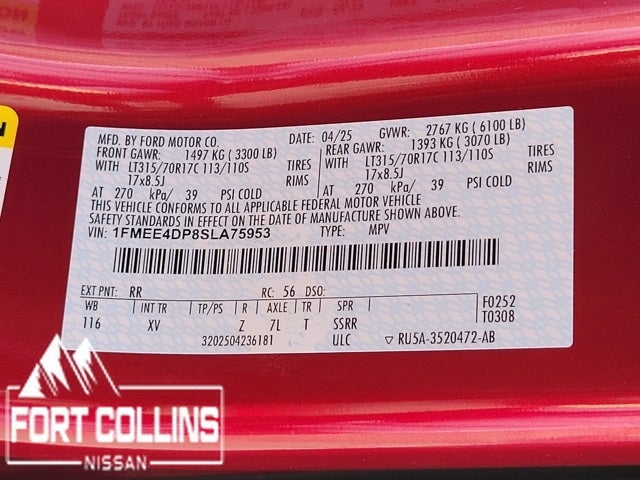 MFD. BY FORD MOTOR CO. DATE: 04/25 GVWR: 2767 KG ( 6100 LB)
FRONT GAWR: 1497 KG ( 3300 LB) REAR GAWR: 1393 KG ( 3070 LB)
WITH LT315/70R17C 113/110S TIRES WITH LT315/70R17C 113/110S TIRES
17x8.5J RIMS 17x8.5J RIMS
AT 270 kPa/ 39 PSI COLD AT 270 kPa/ 39 PSI COLD
THIS VEHICLE CONFORMS TO ALL APPLICABLE FEDERAL MOTOR VEHICLE
SAFETY STANDARDS IN EFFECT ON THE DATE OF MANUFACTURE SHOWN ABOVE.
VIN: 1FMEE4DP8SLA75953 TYPE: MPV
EXT PNT: RR RC: 56 DSO:
WB INT TR TP/PS R AXLE TR SPR F0252
116 XV Z 7L T SSRR T0308
3202504236181 ULC RU5A-3520472-AB
FORT COLLINS
NISSAN